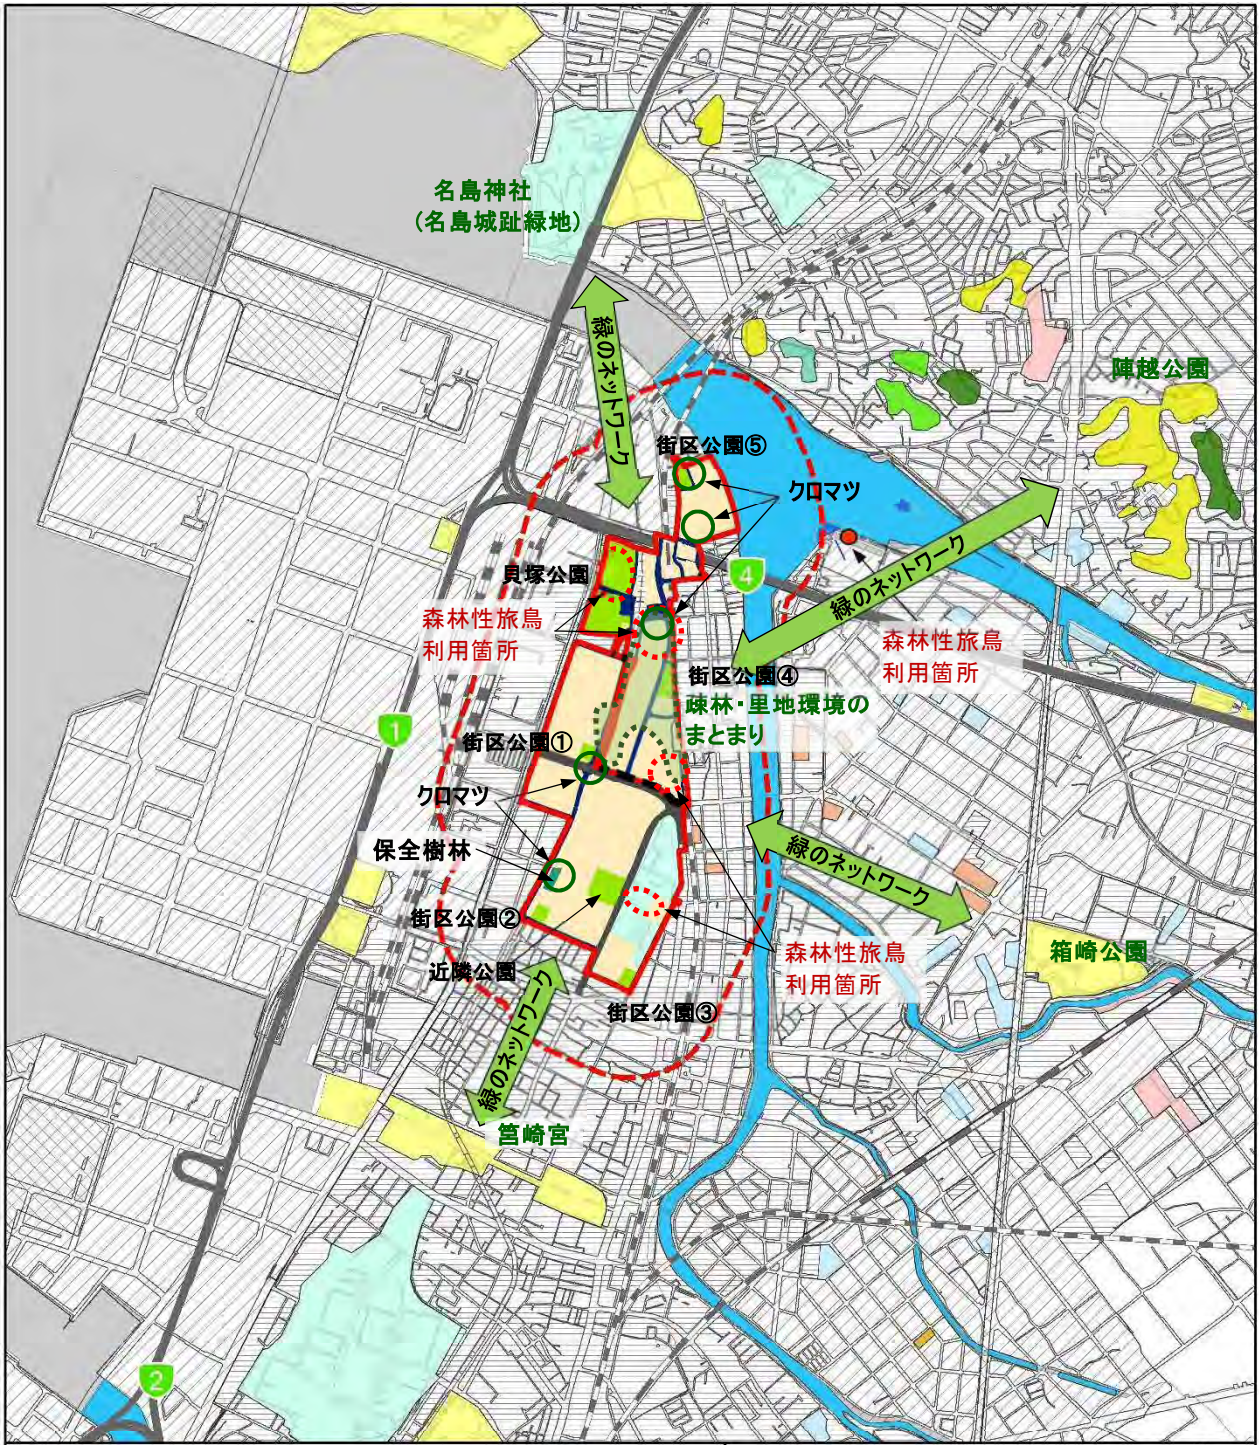 名島神社
(名島城趾緑地)
緑のネットワーク
陣越公園
街区公園⑤
クロマツ
貝塚公園
4
緑のネットワーク
森林性旅鳥
利用箇所
森林性旅鳥
利用箇所
街区公園④
疎林・里地環境の
まとまり
1
街区公園①
クロマツ
保全樹林
緑のネットワーク
街区公園②
箱崎公園
近隣公園
森林性旅鳥
利用箇所
街区公園③
緑のネットワーク
筥崎宮
2